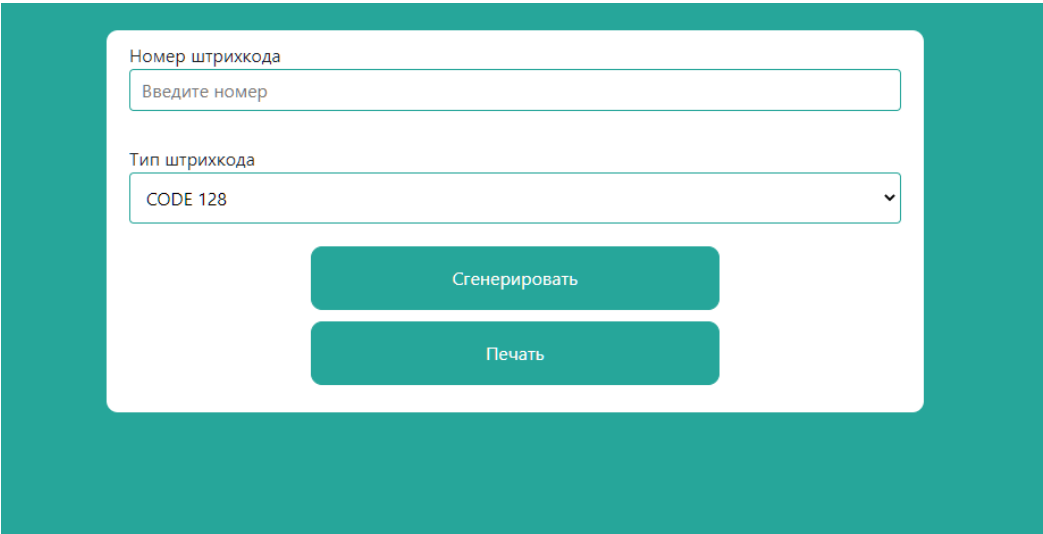 Номер штрихкода
Введите номер
Тип штрихкода
CODE 128
Сгенерировать
Печать